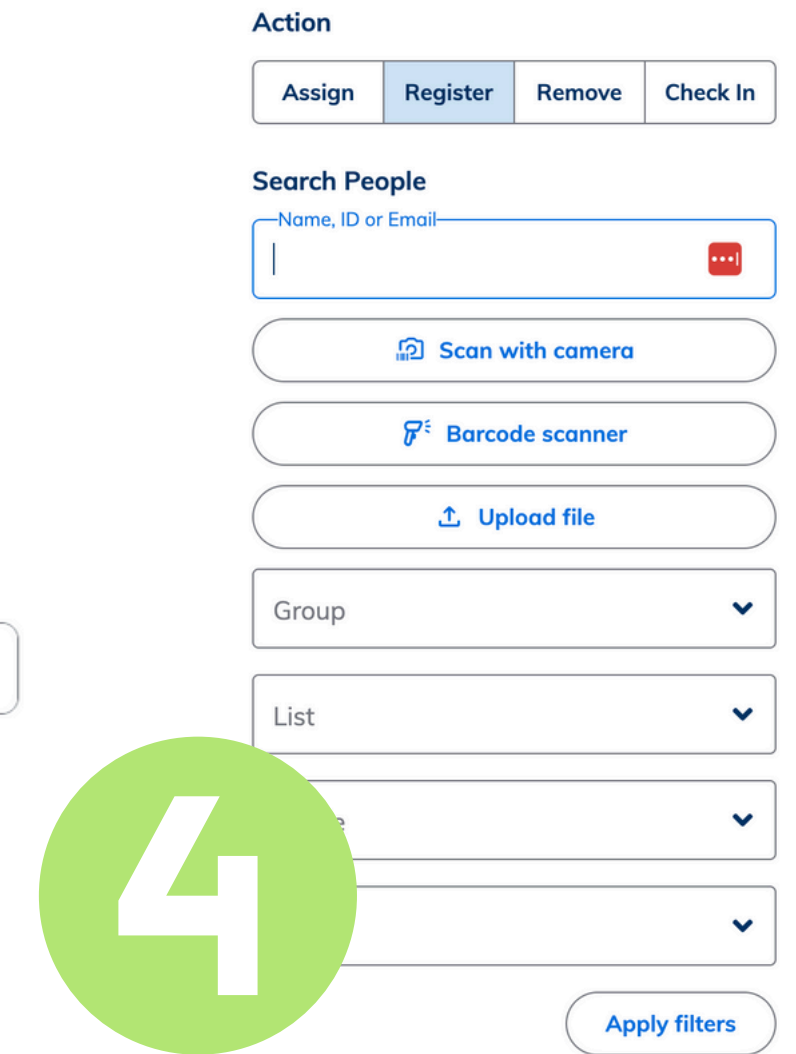 Action
Assign Register Remove Check In
Search People
Name, ID or Email
Scan with camera
Barcode scanner
Upload file
Group
List
4
Apply filters